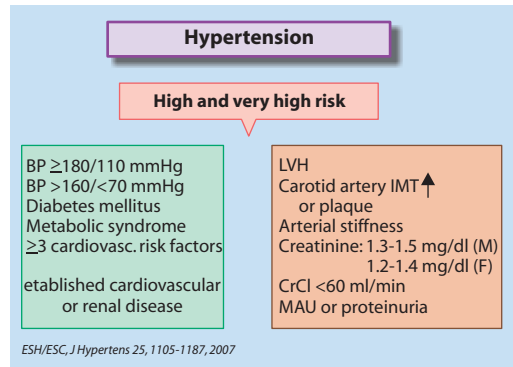 Hypertension
High and very high risk
BP ≥180/110 mmHg
BP >160/<70 mmHg
Diabetes mellitus
Metabolic syndrome
≥3 cardiovasc. risk factors
etablished cardiovascular
or renal disease
LVH
Carotid artery IMT ↑
or plaque
Arterial stiffness
Creatinine: 1.3-1.5 mg/dl (M)
1.2-1.4 mg/dl (F)
CrCl <60 ml/min
MAU or proteinuria
ESH/ESC, J Hypertens 25, 1105-1187, 2007